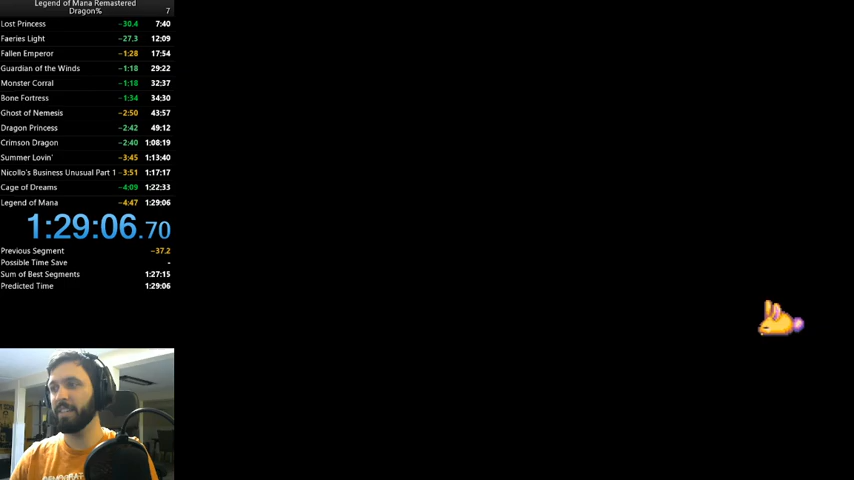 Legend of Mana Remastered
Dragon% 7
Lost Princess -30.4 7:40
Faeries Light -27.3 12:09
Fallen Emperor -1:28 17:54
Guardian of the Winds -1:18 29:22
Monster Corral -1:18 32:37
Bone Fortress -1:34 34:30
Ghost of Nemesis -2:50 43:57
Dragon Princess -2:42 49:12
Crimson Dragon -2:40 1:08:19
Summer Lovin' -3:45 1:13:40
Nicollo's Business Unusual Part 1 -3:51 1:17:17
Cage of Dreams -4:09 1:22:33
Legend of Mana -4:47 1:29:06
1:29:06.70
Previous Segment -37.2
Possible Time Save -
Sum of Best Segments 1:27:15
Predicted Time 1:29:06